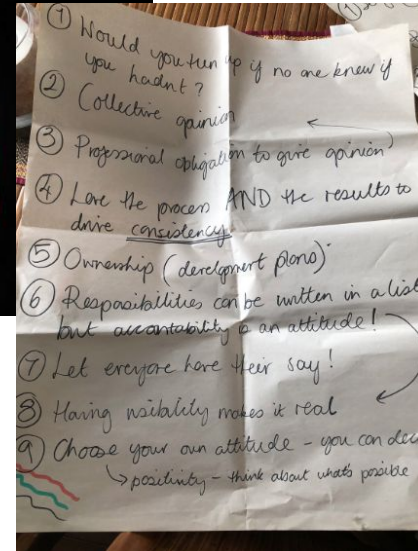 ① Would you turn up if no one knew if
you hadnt?
② Collective opinion
③ Professional obligation to give opinion
④ Love the process AND the results to
drive consistency.
⑤ Ownership (development plans)
⑥ Resposibillities can be written in a list
but accountability is an attitude!
⑦ Let everyone have their say!
⑧ Having visibility makes it real
⑨ Choose your own attitude - you can
↳ positivity - think about whats possible